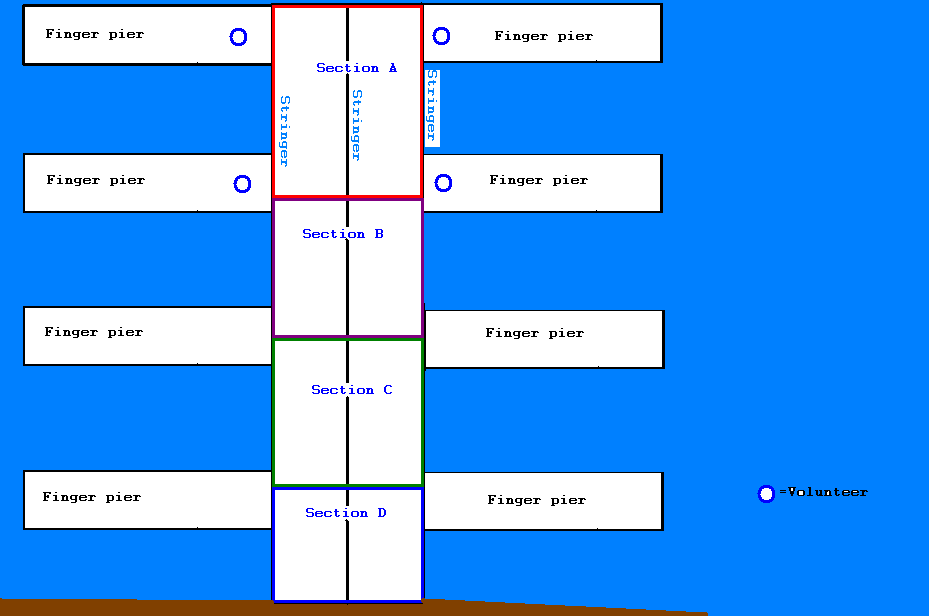 Finger pier
Finger pier
Section A
Stringer
Stringer
Stringer
Finger pier
Finger pier
Section B
Finger pier
Finger pier
Section C
Finger pier
Finger pier
Section D
=Volunteer